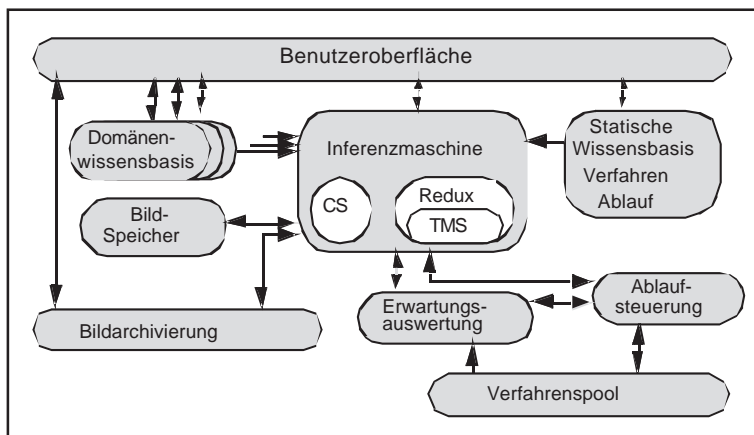 Benutzeroberfläche
Domänen-
wissensbasis
Inferenzmaschine
Statische
Wissensbasis
Verfahren
Ablauf
CS
Redux
TMS
Bild-
Speicher
Erwartungs-
auswertung
Ablauf-
steuerung
Bildarchivierung
Verfahrenspool